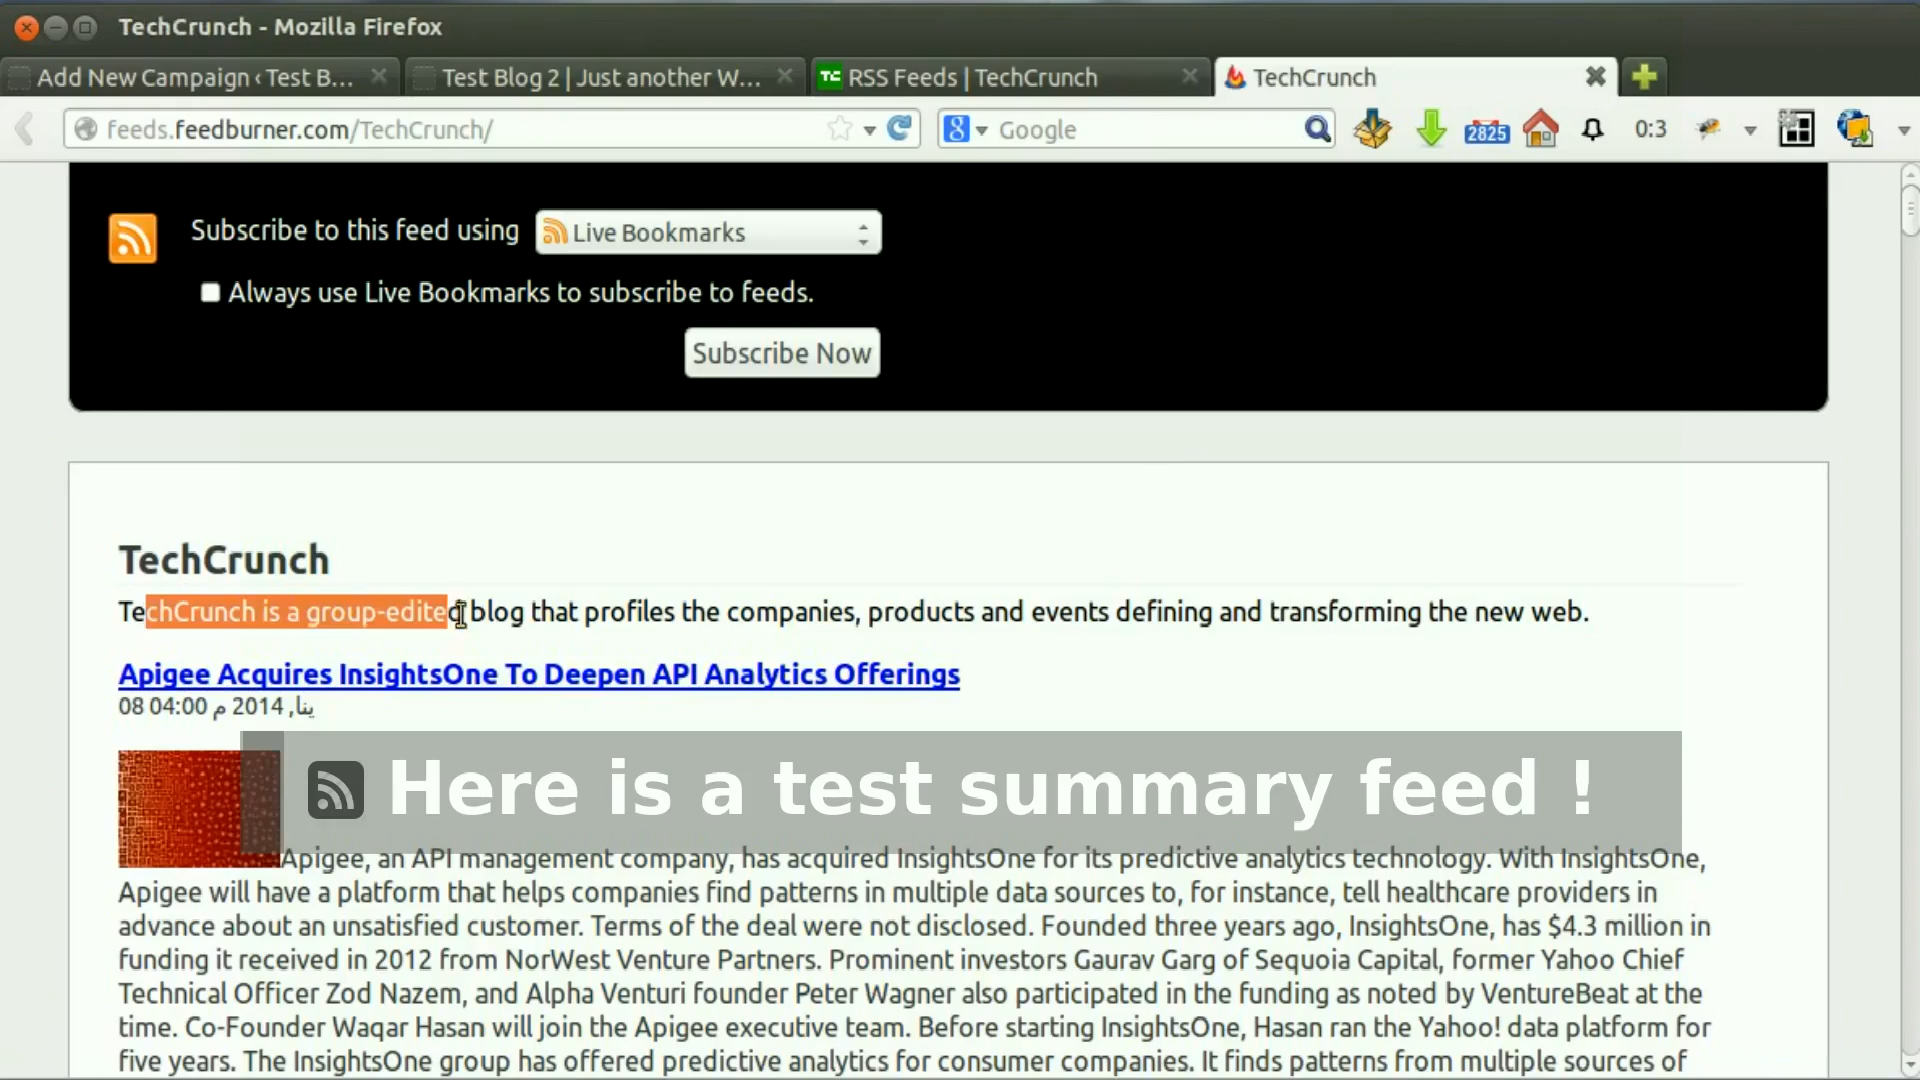 TechCrunch - Mozilla Firefox
Add New Campaign ‹ Test B...
Test Blog 2 | Just another W...
TC RSS Feeds | TechCrunch
TechCrunch
feeds.feedburner.com/TechCrunch/
8 Google
2825
0:3
Subscribe to this feed using Live Bookmarks
Always use Live Bookmarks to subscribe to feeds.
Subscribe Now
TechCrunch
TechCrunch is a group-edited blog that profiles the companies, products and events defining and transforming the new web.
Apigee Acquires InsightsOne To Deepen API Analytics Offerings
08 ينا, 2014 م 04:00
Here is a test summary feed !
Apigee, an API management company, has acquired InsightsOne for its predictive analytics technology. With InsightsOne,
Apigee will have a platform that helps companies find patterns in multiple data sources to, for instance, tell healthcare providers in
advance about an unsatisfied customer. Terms of the deal were not disclosed. Founded three years ago, InsightsOne, has $4.3 million in
funding it received in 2012 from NorWest Venture Partners. Prominent investors Gaurav Garg of Sequoia Capital, former Yahoo Chief
Technical Officer Zod Nazem, and Alpha Venturi founder Peter Wagner also participated in the funding as noted by VentureBeat at the
time. Co-Founder Waqar Hasan will join the Apigee executive team. Before starting InsightsOne, Hasan ran the Yahoo! data platform for
five years. The InsightsOne group has offered predictive analytics for consumer companies. It finds patterns from multiple sources of